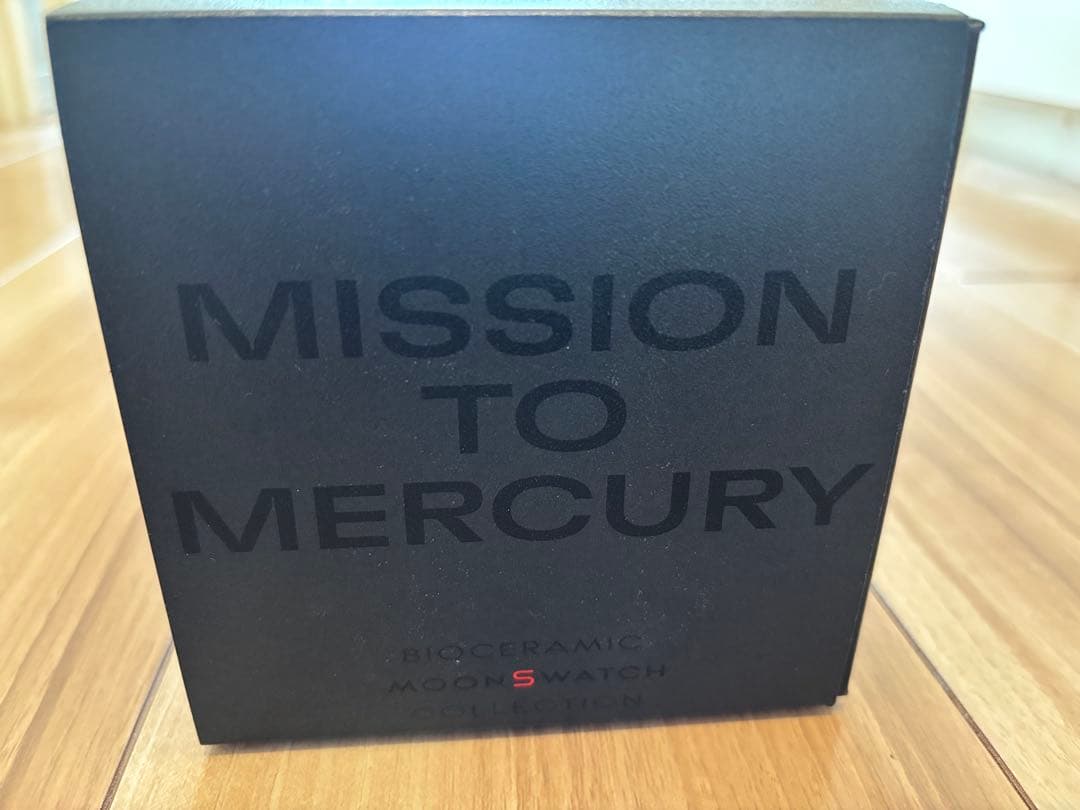 MISSION
TO
MERCURY
BIOCERAMIC
MOONSWATCH
COLLECTION